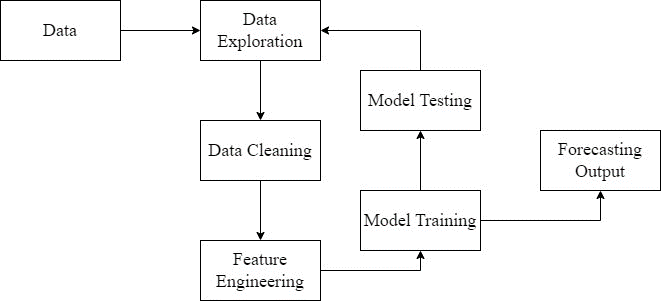 Data
Data
Exploration
Model Testing
Data Cleaning
Forecasting
Output
Model Training
Feature
Engineering